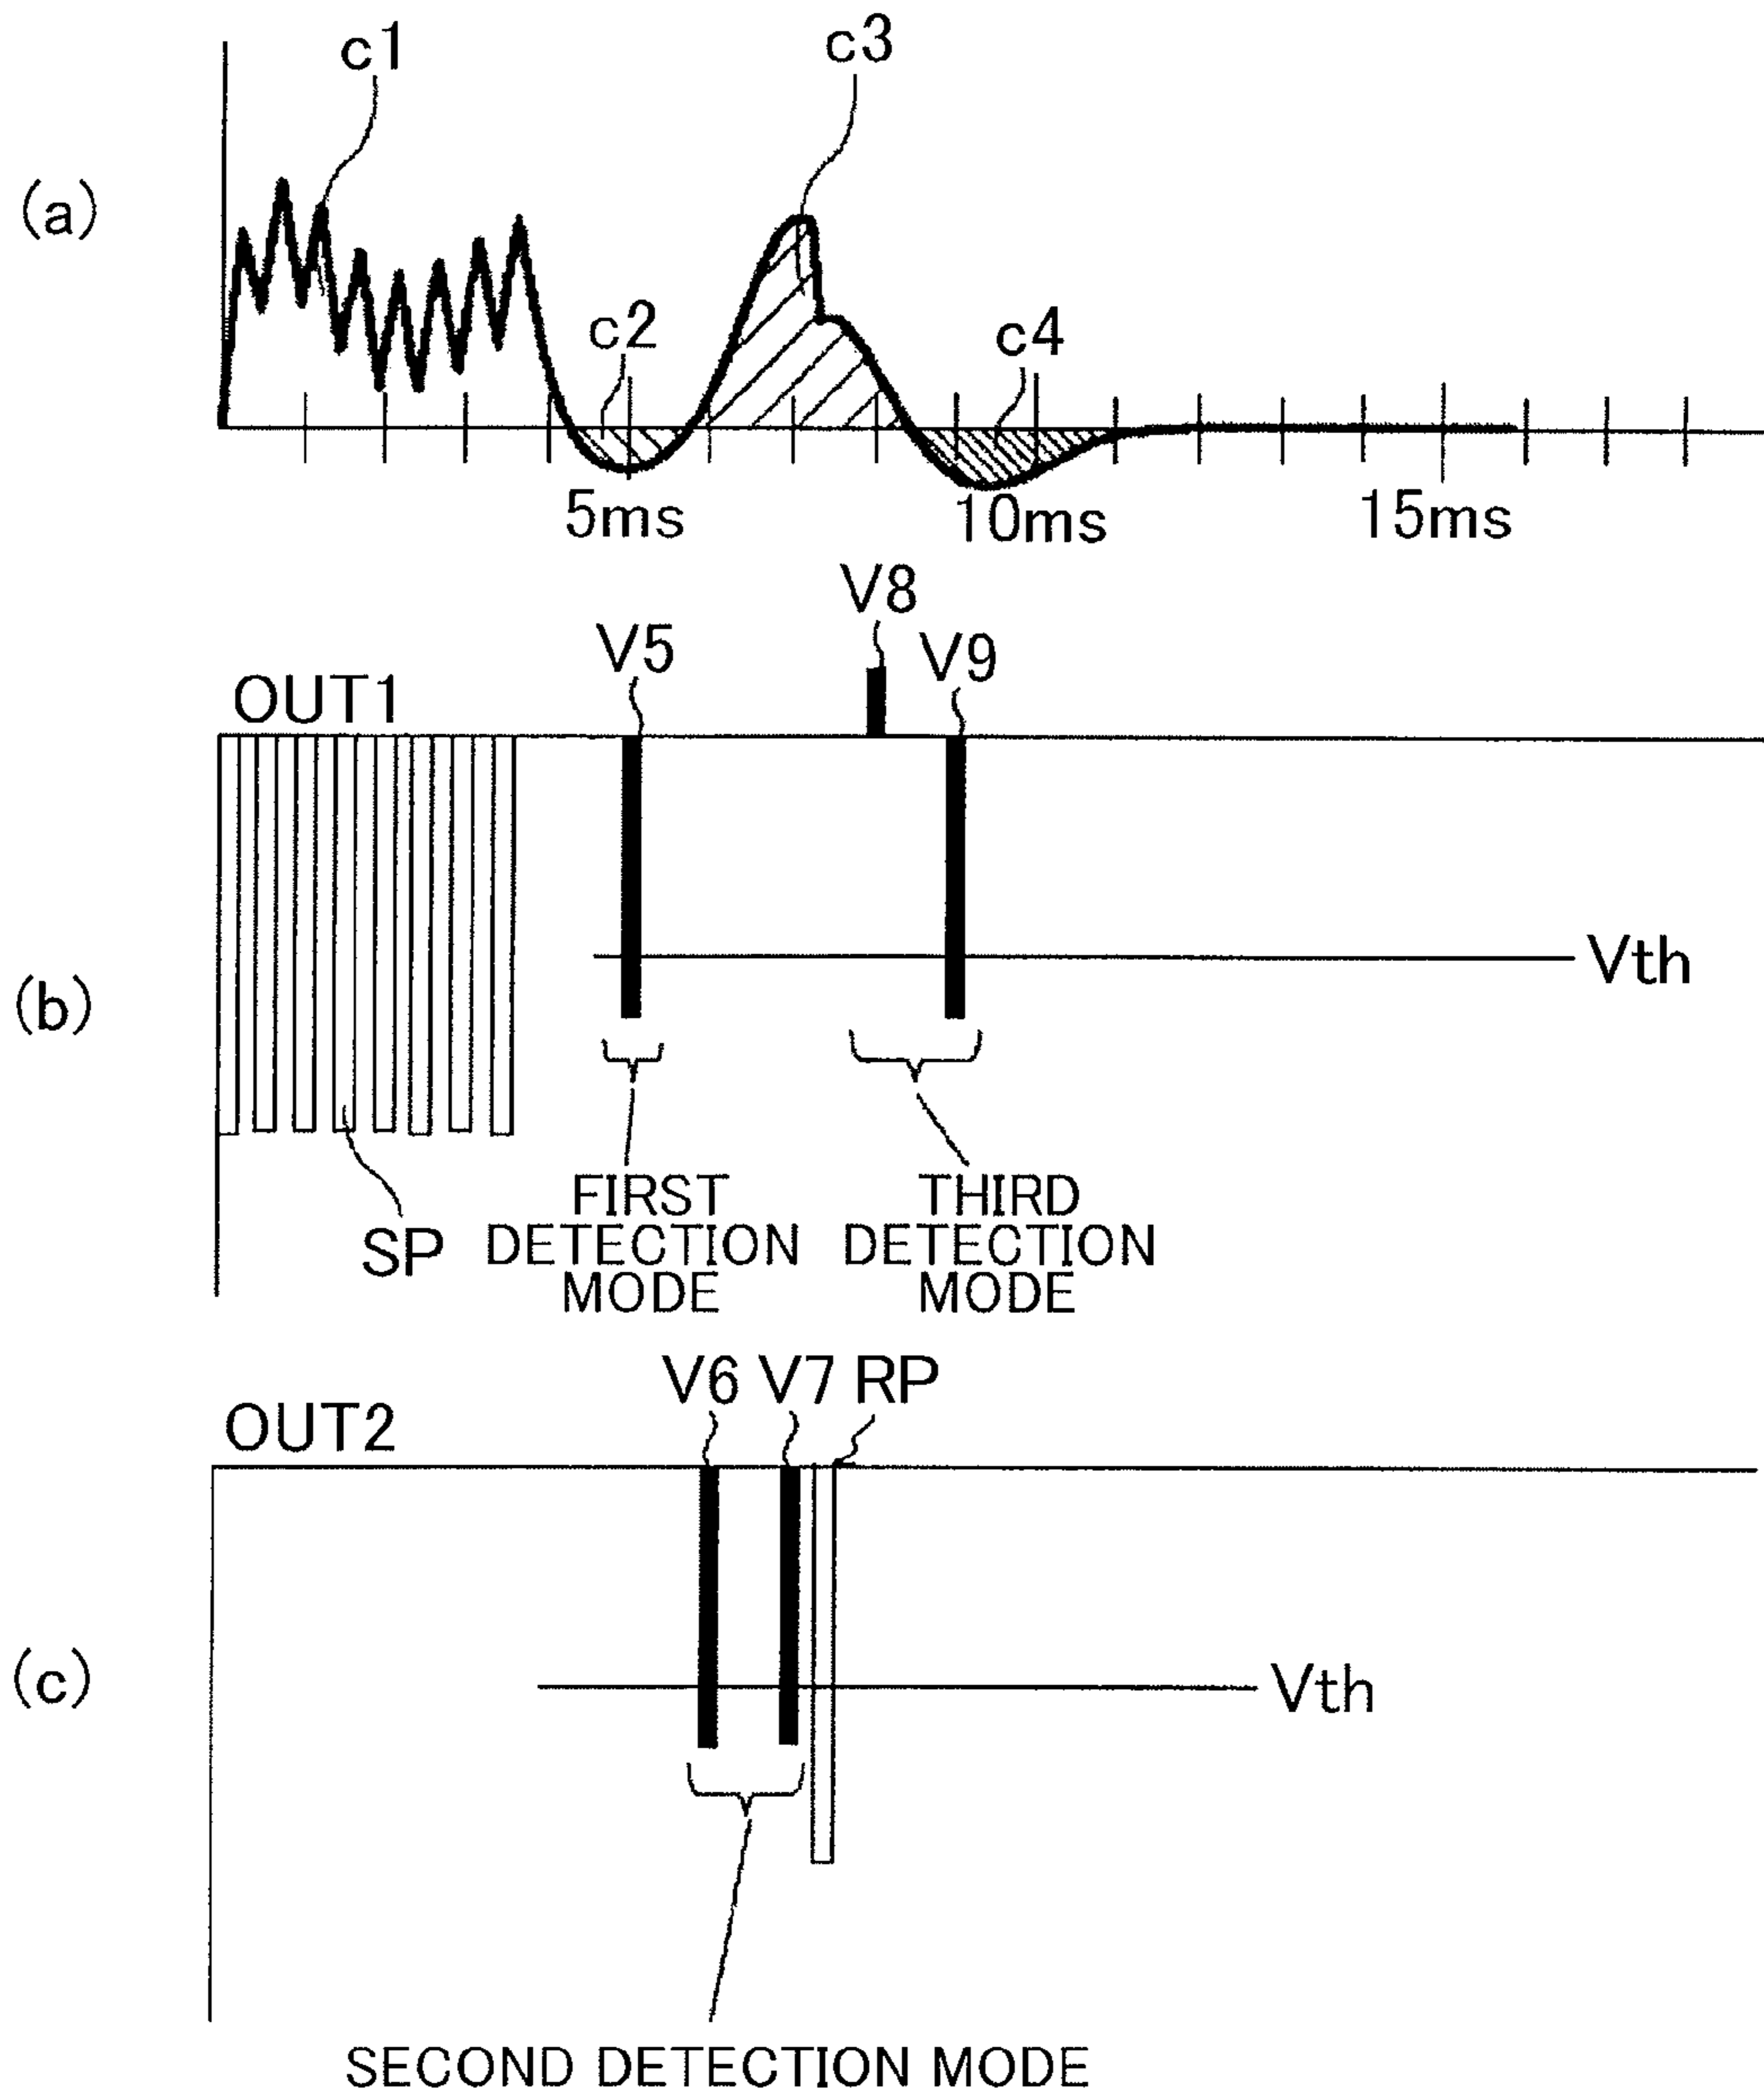 c1
c3
(a)
c2
c4
5ms
10ms
15ms
V8
V5
V9
OUT1
Vth
(b)
SP
FIRST
DETECTION
MODE
THIRD
DETECTION
MODE
V6 V7 RP
OUT2
(c)
Vth
SECOND DETECTION MODE